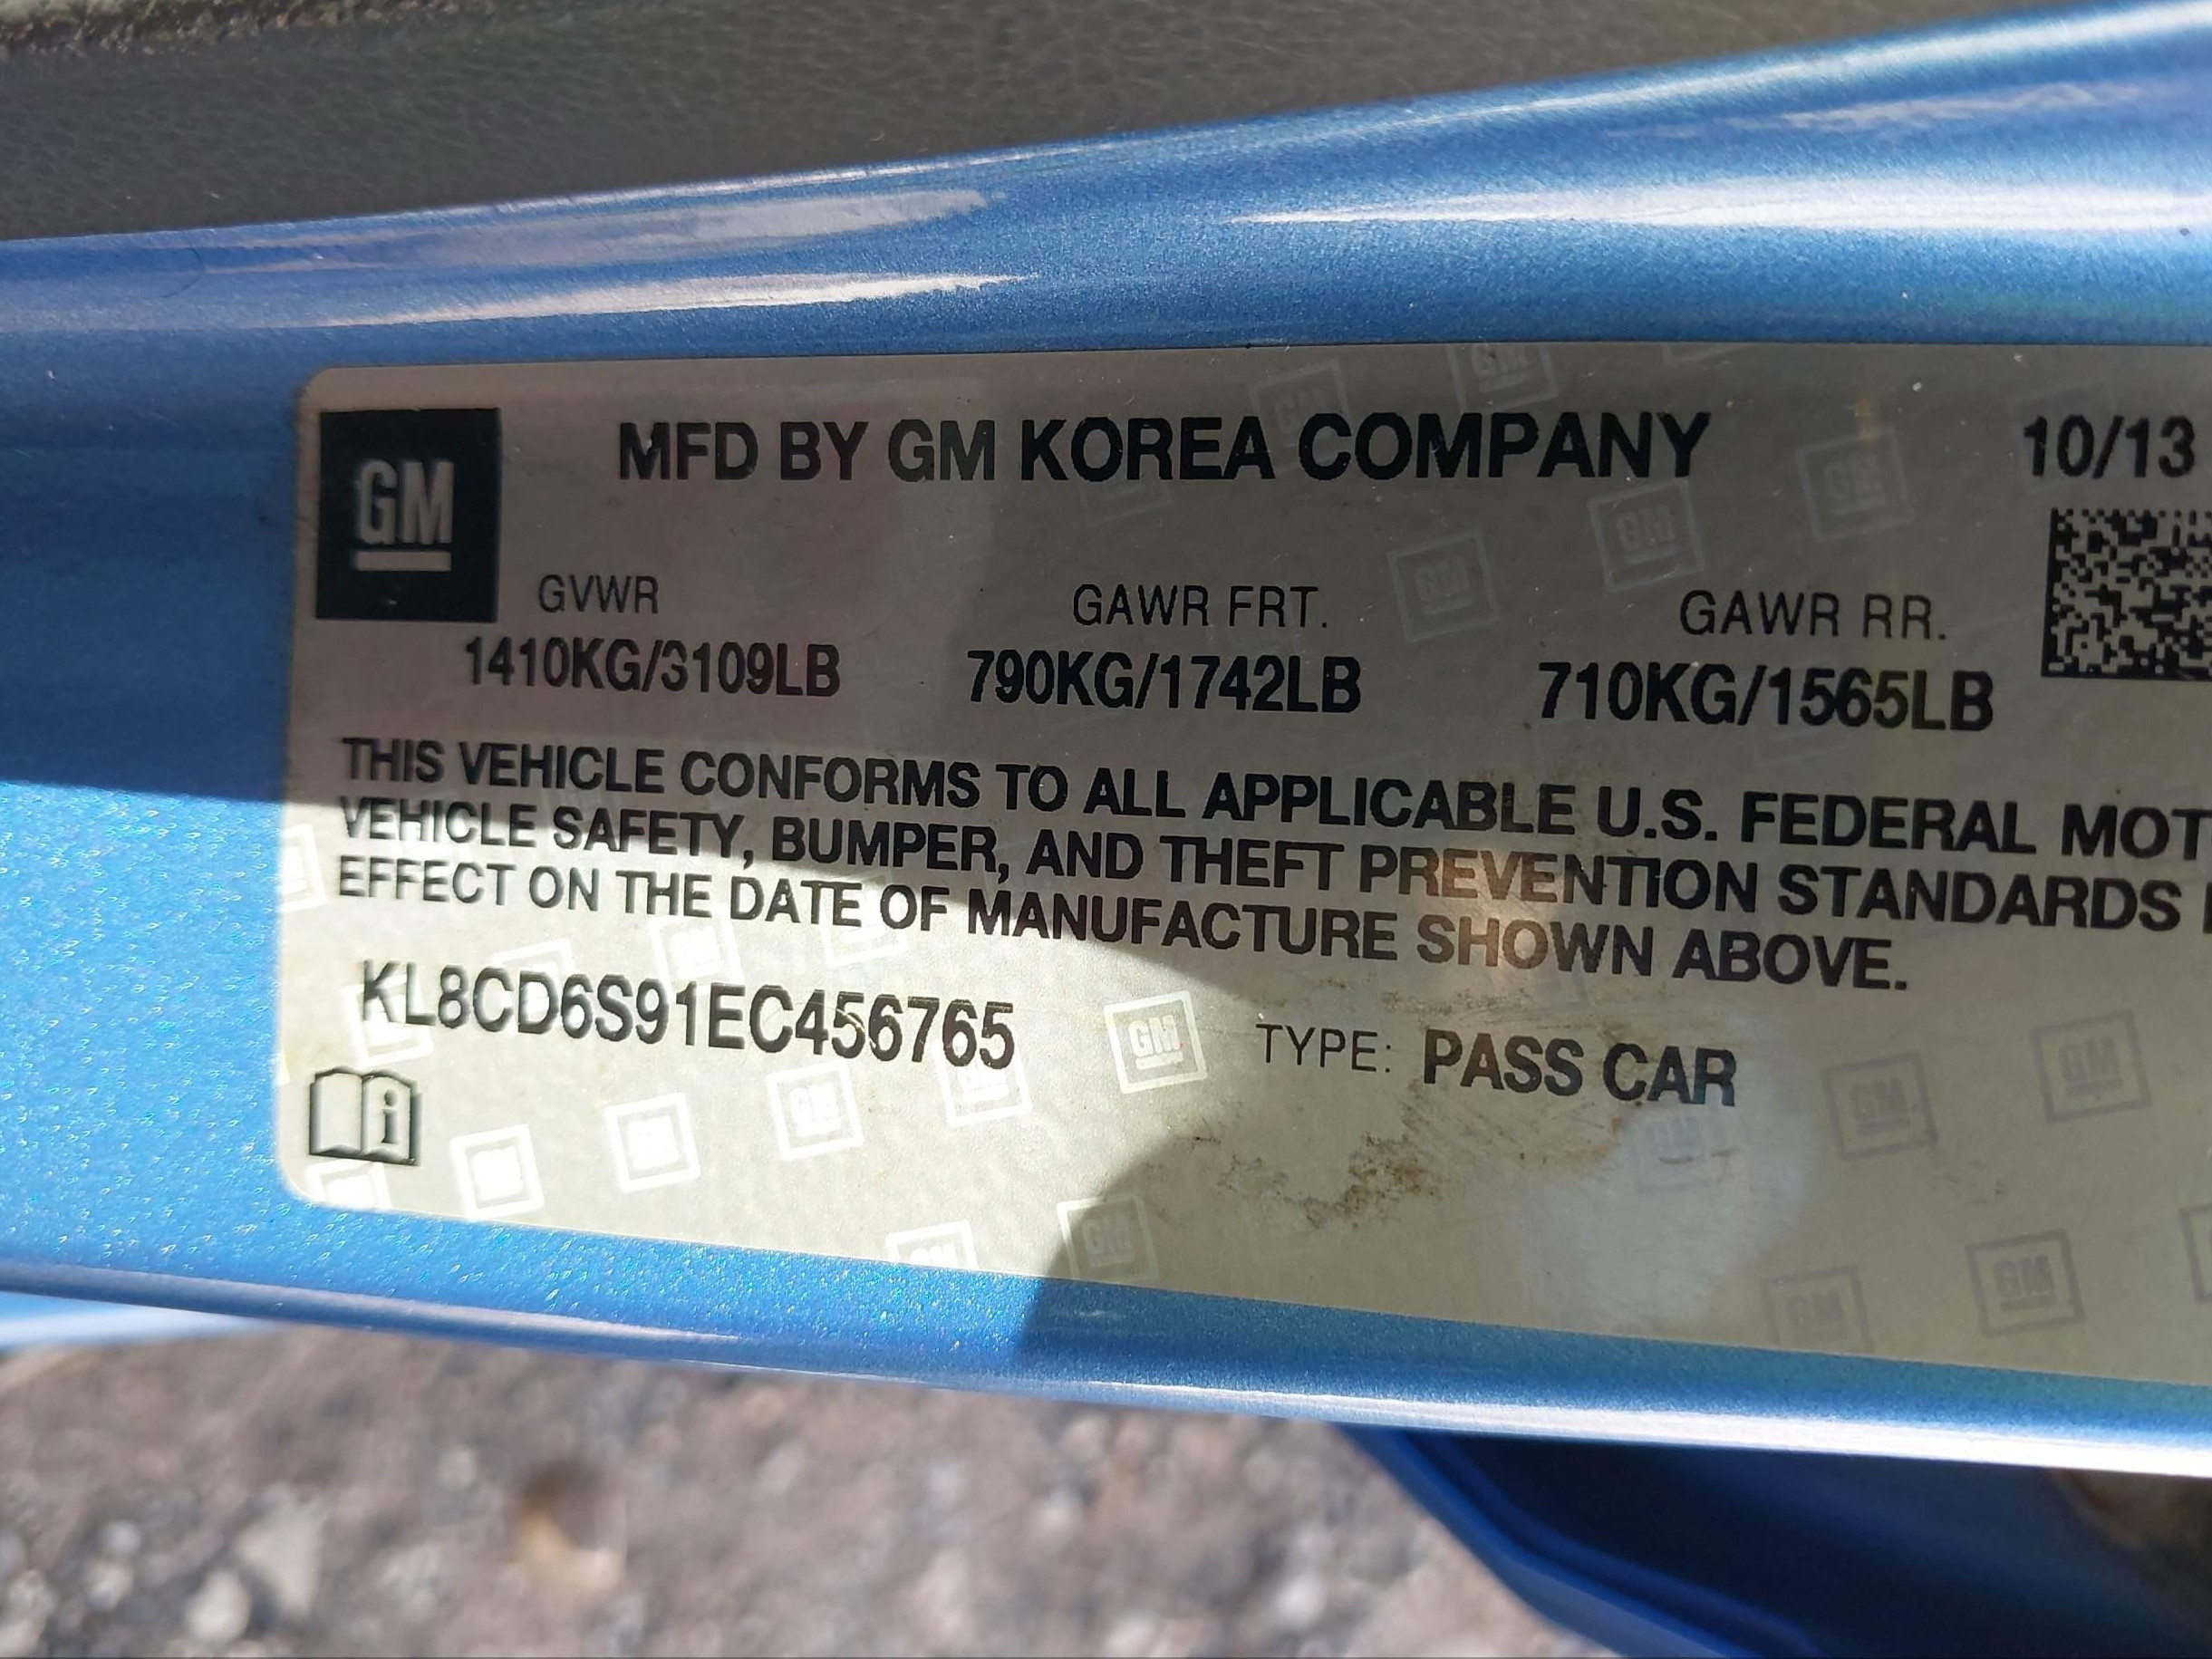 GM
MFD BY GM KOREA COMPANY 10/13
GVWR GAWR FRT. GAWR RR.
1410KG/3109LB 790KG/1742LB 710KG/1565LB
THIS VEHICLE CONFORMS TO ALL APPLICABLE U.S. FEDERAL MOT
VEHICLE SAFETY, BUMPER, AND THEFT PREVENTION STANDARDS
EFFECT ON THE DATE OF MANUFACTURE SHOWN ABOVE.
KL8CD6S91EC456765 TYPE: PASS CAR